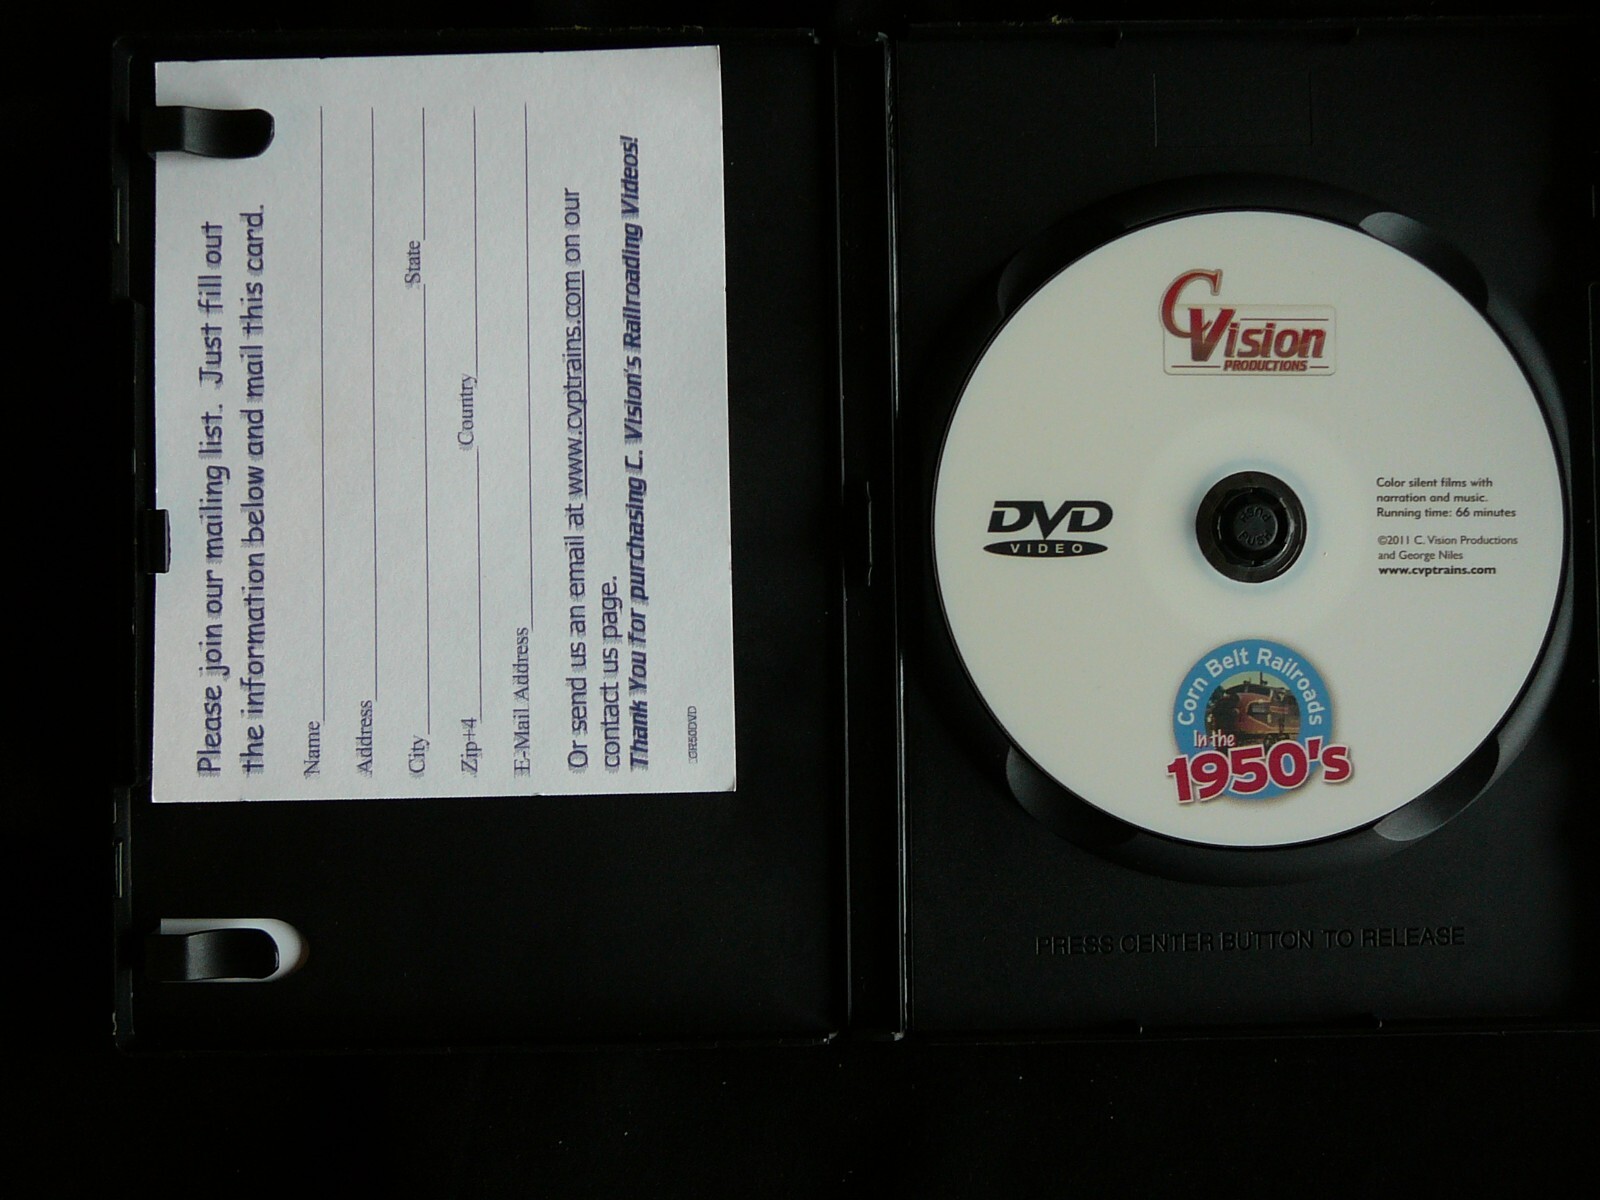 Please join our mailing list. Just fill out
the information below and mail this card.
Name
Address
City State
Zip+4 Country
E-Mail Address
Or send us an email at www.cvptrains.com on our
contact us page.
Thank You for purchasing C. Vision's Railroading Videos!
C Vision
PRODUCTIONS
DVD
VIDEO
PUSH
PUSH
Color silent films with
narration and music.
Running time: 66 minutes
©2011 C. Vision Productions
and George Niles
www.cvptrains.com
Corn Belt Railroads
In the
1950's
PRESS CENTER BUTTON TO RELEASE